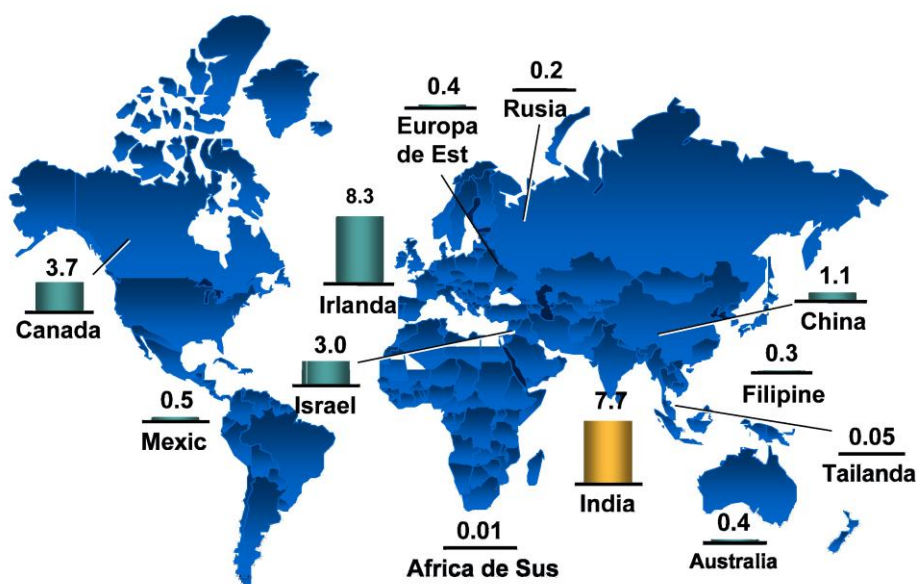 0.4
Europa
de Est
0.2
Rusia
8.3
Irlanda
3.7
Canada
1.1
China
3.0
Israel
0.3
Filipine
0.5
Mexic
7.7
India
0.05
Tailanda
0.01
Africa de Sus
0.4
Australia